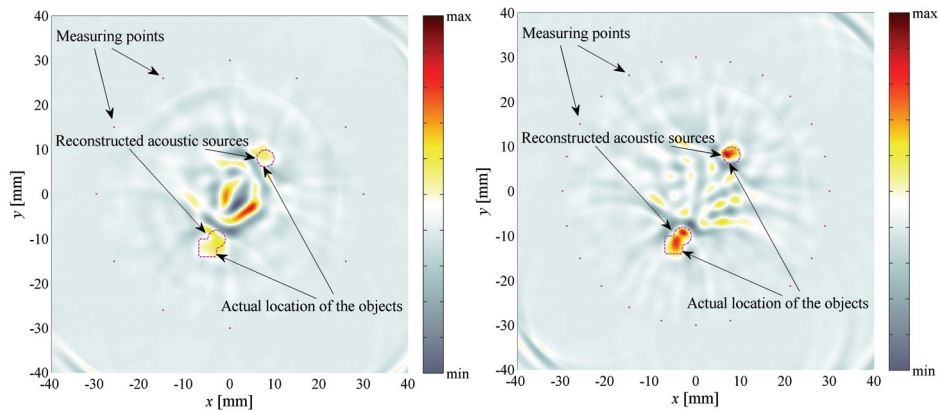 40
30
20
10
0
-10
-20
-30
-40
y [mm]
-40 -30 -20 -10 0 10 20 30 40
x [mm]
Measuring points
Reconstructed acoustic sources
Actual location of the objects
max
min
40
30
20
10
0
-10
-20
-30
-40
y [mm]
-40 -30 -20 -10 0 10 20 30 40
x [mm]
Measuring points
Reconstructed acoustic sources
Actual location of the objects
max
min